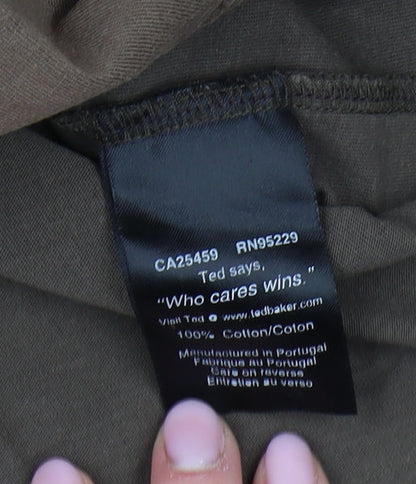 CA25459 RN95229
Ted says,
"Who cares wins."
Visit Ted @ www.tedbaker.com
100% Cotton/Coton
Manufactured in Portugal
Fabrique au Portugal
Care on reverse
Entretien au verso